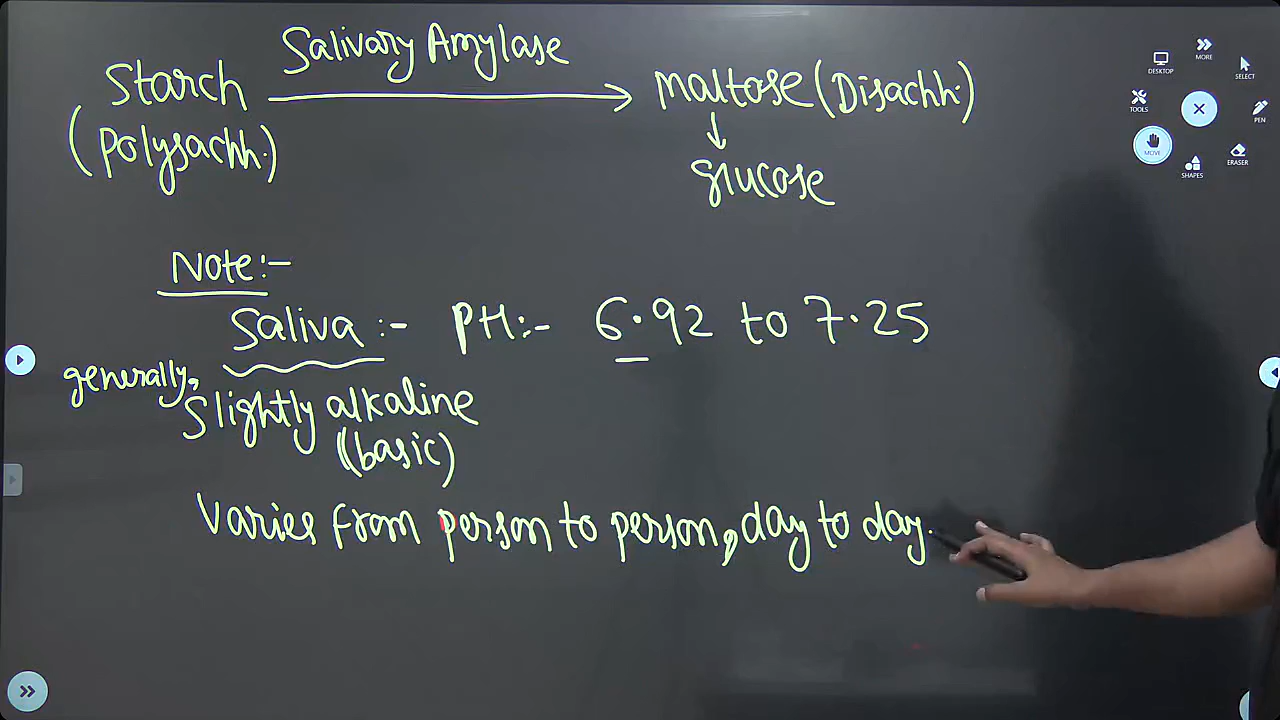 Salivary Amylase
Starch → Maltose (Disachh.)
(Polysachh.)
↓
glucose
Note:-
Saliva :- PH:- 6.92 to 7.25
generally,
Slightly alkaline
(basic)
Varies from person to person, day to day.
DESKTOP
MORE
SELECT
TOOLS
PEN
MOVE
ERASER
SHAPES